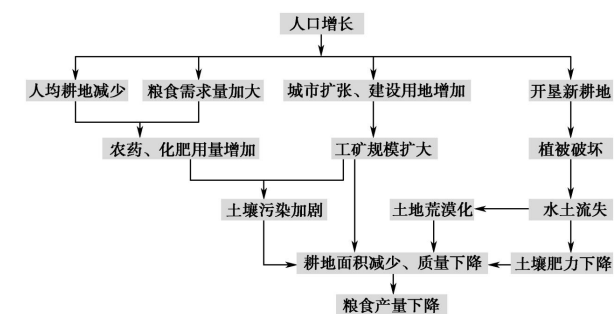 人口增长
人均耕地减少
粮食需求量加大
城市扩张、建设用地增加
开垦新耕地
农药、化肥用量增加
工矿规模扩大
植被破坏
土壤污染加剧
土地荒漠化
水土流失
耕地面积减少、质量下降
土壤肥力下降
粮食产量下降